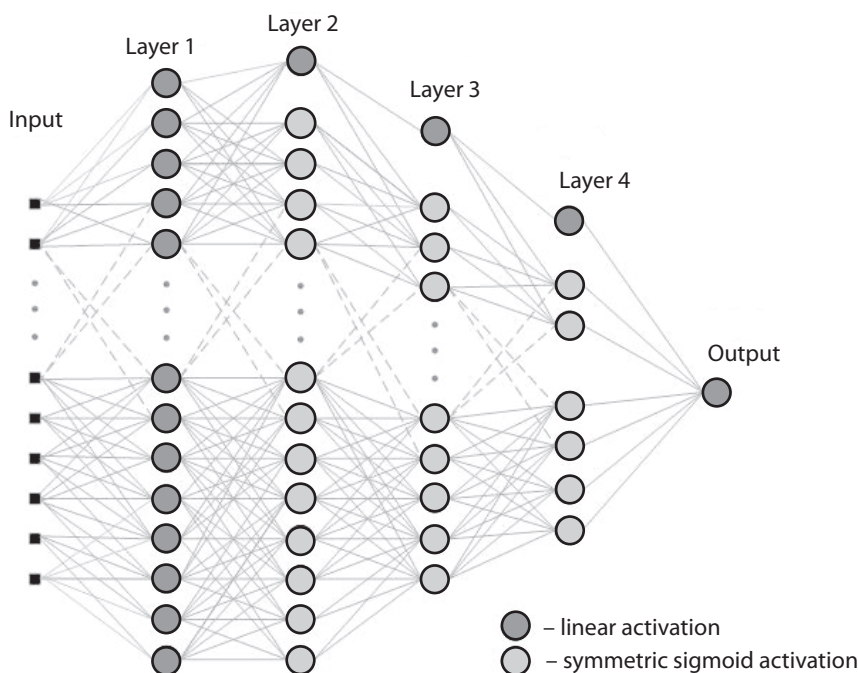 Layer 2
Layer 1
Layer 3
Input
Layer 4
Output
– linear activation
– symmetric sigmoid activation